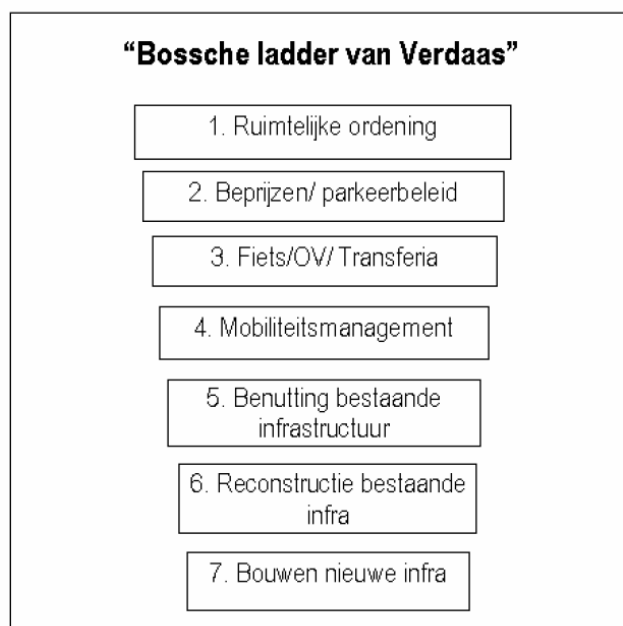 “Bossche ladder van Verdaas”
1. Ruimtelijke ordening
2. Beprijzen/ parkeerbeleid
3. Fiets/OV/ Transferia
4. Mobiliteitsmanagement
5. Benutting bestaande
infrastructuur
6. Reconstructie bestaande
infra
7. Bouwen nieuwe infra